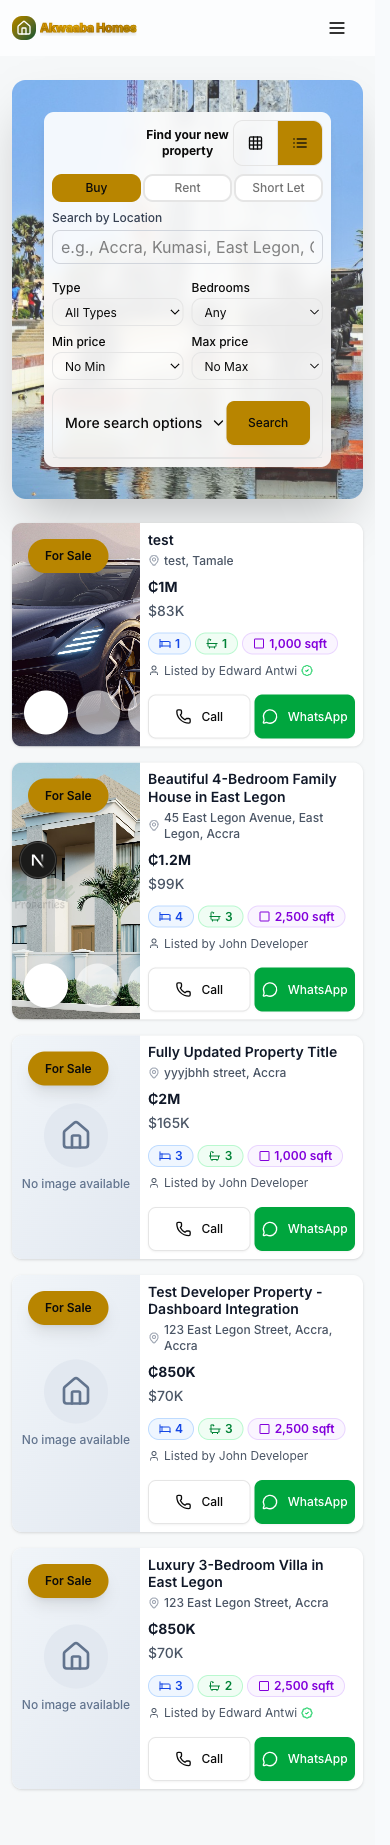 Akwaaba Homes
Find your new
property
Buy
Rent
Short Let
Search by Location
e.g., Accra, Kumasi, East Legon, C
Type
Bedrooms
All Types
Any
Min price
Max price
No Min
No Max
More search options
Search
For Sale
test
test, Tamale
₵1M
$83K
1
1
1,000 sqft
Listed by Edward Antwi
Call
WhatsApp
For Sale
Beautiful 4-Bedroom Family
House in East Legon
45 East Legon Avenue, East
Legon, Accra
₵1.2M
$99K
N
Properties
4
3
2,500 sqft
Listed by John Developer
Call
WhatsApp
For Sale
Fully Updated Property Title
yyyjbhh street, Accra
₵2M
$165K
No image available
3
3
1,000 sqft
Listed by John Developer
Call
WhatsApp
For Sale
Test Developer Property -
Dashboard Integration
123 East Legon Street, Accra,
Accra
₵850K
$70K
No image available
4
3
2,500 sqft
Listed by John Developer
Call
WhatsApp
For Sale
Luxury 3-Bedroom Villa in
East Legon
123 East Legon Street, Accra
₵850K
$70K
No image available
3
2
2,500 sqft
Listed by Edward Antwi
Call
WhatsApp